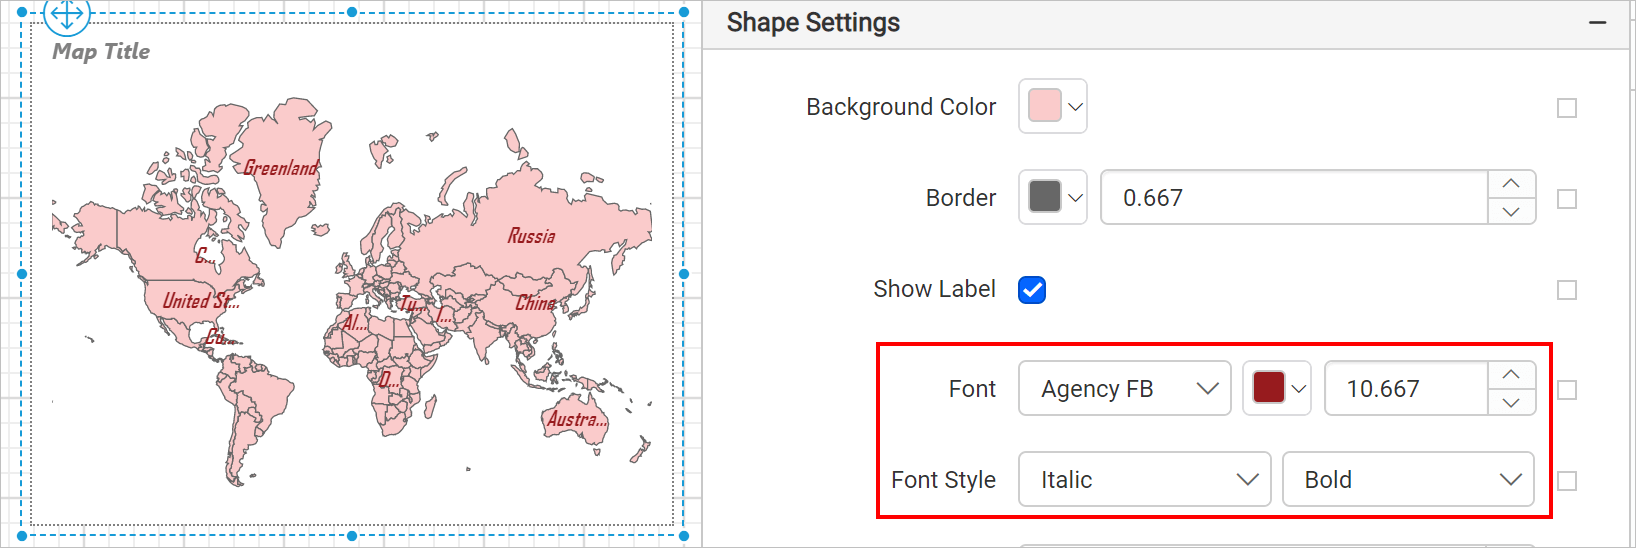 Map Title
Greenland
Russia
C...
United St...
China
Tu...
I...
Al...
Cu...
D...
Austra...
Shape Settings
Background Color
Border
0.667
Show Label
Font
Agency FB
10.667
Font Style
Italic
Bold